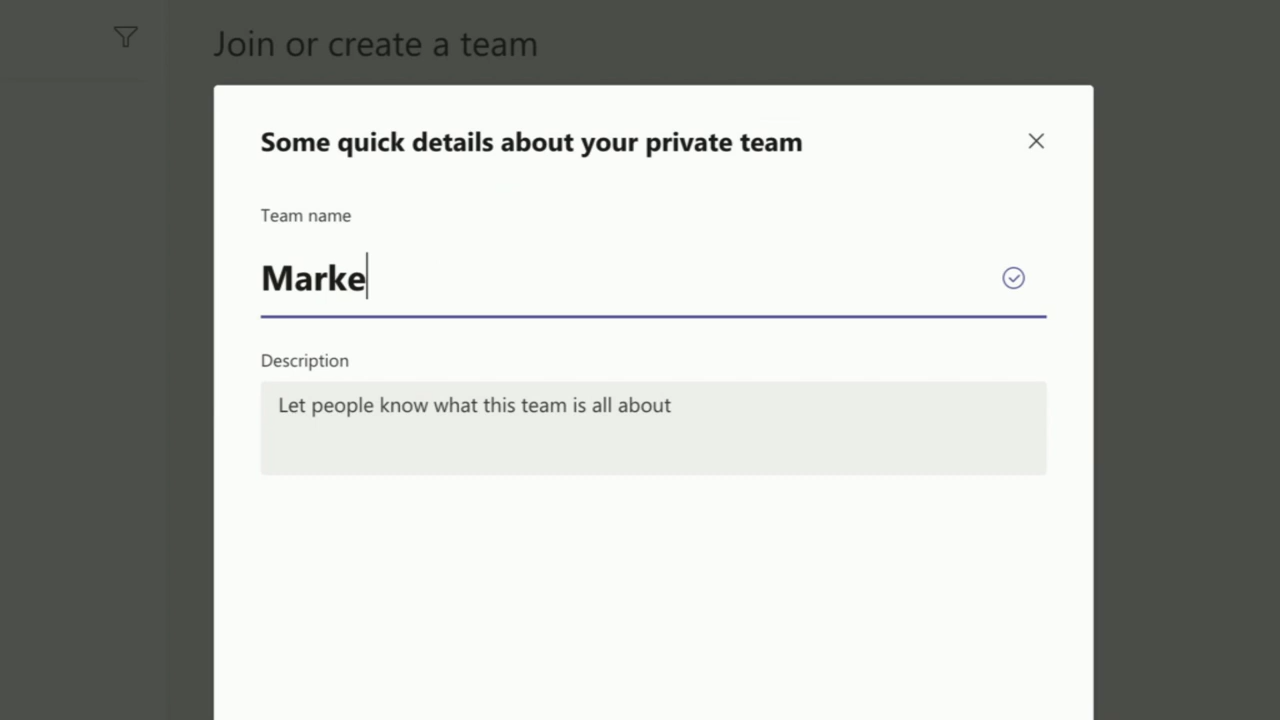 Join or create a team
Some quick details about your private team
Team name
Marke
Description
Let people know what this team is all about